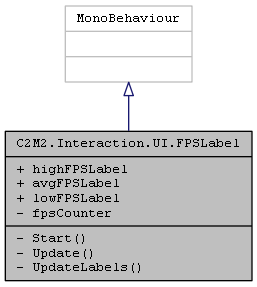 MonoBehaviour
C2M2.Interaction.UI.FPSLabel
+ highFPSLabel
+ avgFPSLabel
+ lowFPSLabel
- fpsCounter
- Start()
- Update()
- UpdateLabels()